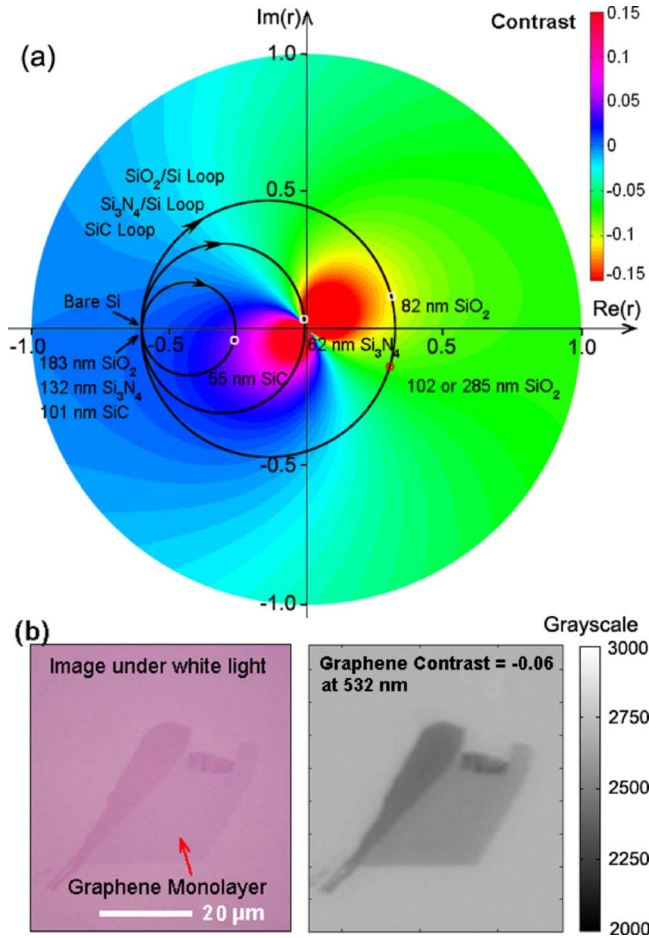 (a)
Im(r)
Contrast
0.15
0.1
0.05
0
-0.05
-0.1
-0.15
1.0
0.5
SiO₂/Si Loop
Si₃N₄/Si Loop
SiC Loop
Bare Si
82 nm SiO₂
Re(r)
-1.0
-0.5
0.5
1.0
183 nm SiO₂
62 nm Si₃N₄
132 nm Si₃N₄
55 nm SiC
102 or 285 nm SiO₂
101 nm SiC
-0.5
-1.0
(b)
Image under white light
Graphene Monolayer
20 µm
Graphene Contrast = -0.06
at 532 nm
Grayscale
3000
2750
2500
2250
2000